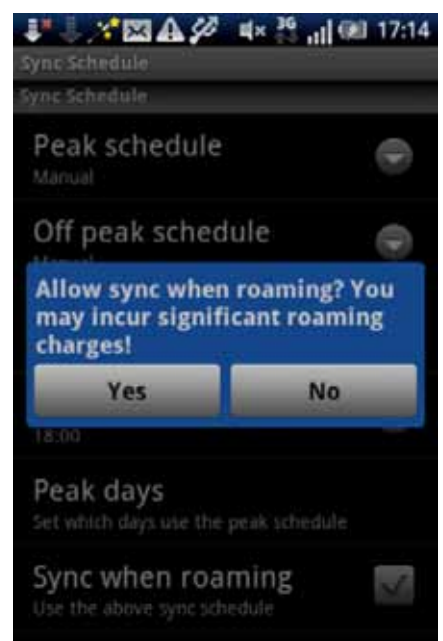 3G 17:14
Sync Schedule
Sync Schedule
Peak schedule
Manual
Off peak schedule
Manual
Allow sync when roaming? You
may incur significant roaming
charges!
Yes No
18:00
Peak days
Set which days use the peak schedule
Sync when roaming
Use the above sync schedule